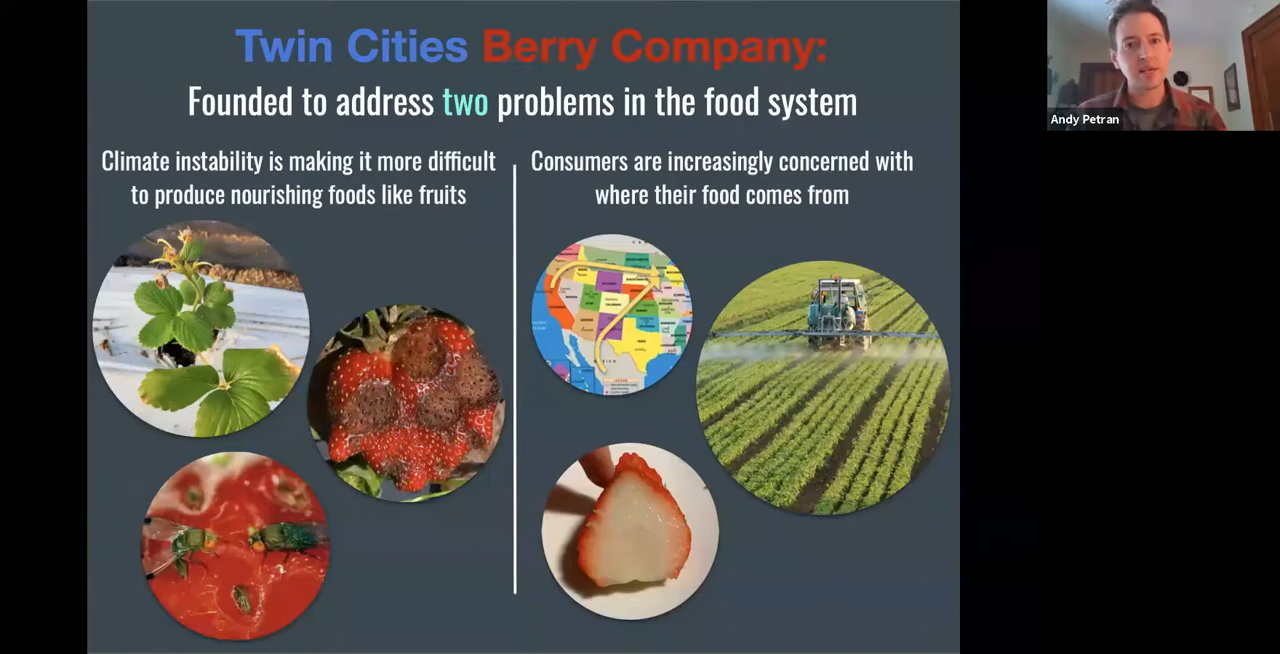 Twin Cities Berry Company:
Founded to address two problems in the food system
Climate instability is making it more difficult
to produce nourishing foods like fruits
Consumers are increasingly concerned with
where their food comes from
Andy Petran